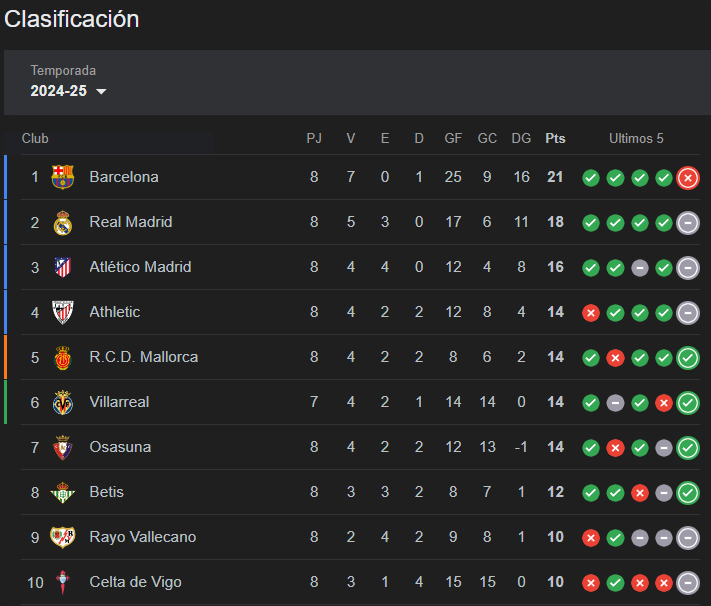 Clasificación
Temporada
2024-25
Club PJ V E D GF GC DG Pts Ultimos 5
1 Barcelona 8 7 0 1 25 9 16 21
2 Real Madrid 8 5 3 0 17 6 11 18
3 Atlético Madrid 8 4 4 0 12 4 8 16
4 Athletic 8 4 2 2 12 8 4 14
5 R.C.D. Mallorca 8 4 2 2 8 6 2 14
6 Villarreal 7 4 2 1 14 14 0 14
7 Osasuna 8 4 2 2 12 13 -1 14
8 Betis 8 3 3 2 8 7 1 12
9 Rayo Vallecano 8 2 4 2 9 8 1 10
10 Celta de Vigo 8 3 1 4 15 15 0 10